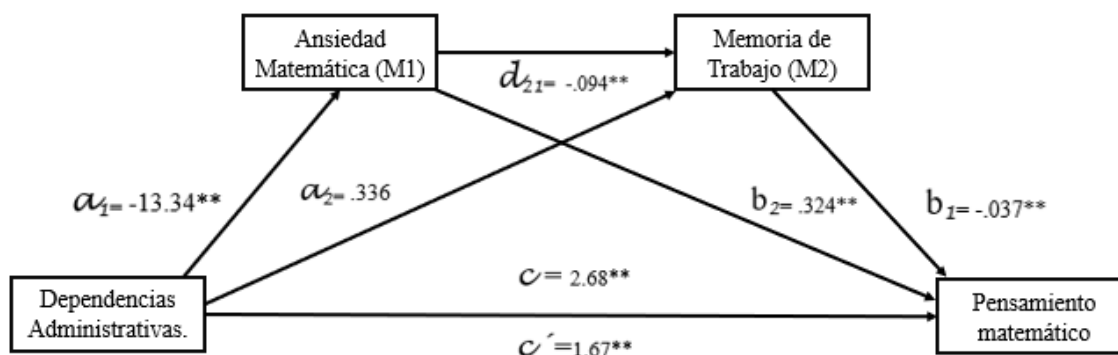 Ansiedad
Matemática (M1)
Memoria de
Trabajo (M2)
d21= -.094**
a1= -13.34**
a2= .336
b2= .324**
b1= -.037**
c= 2.68**
Dependencias
Administrativas.
Pensamiento
matemático
c´=1.67**